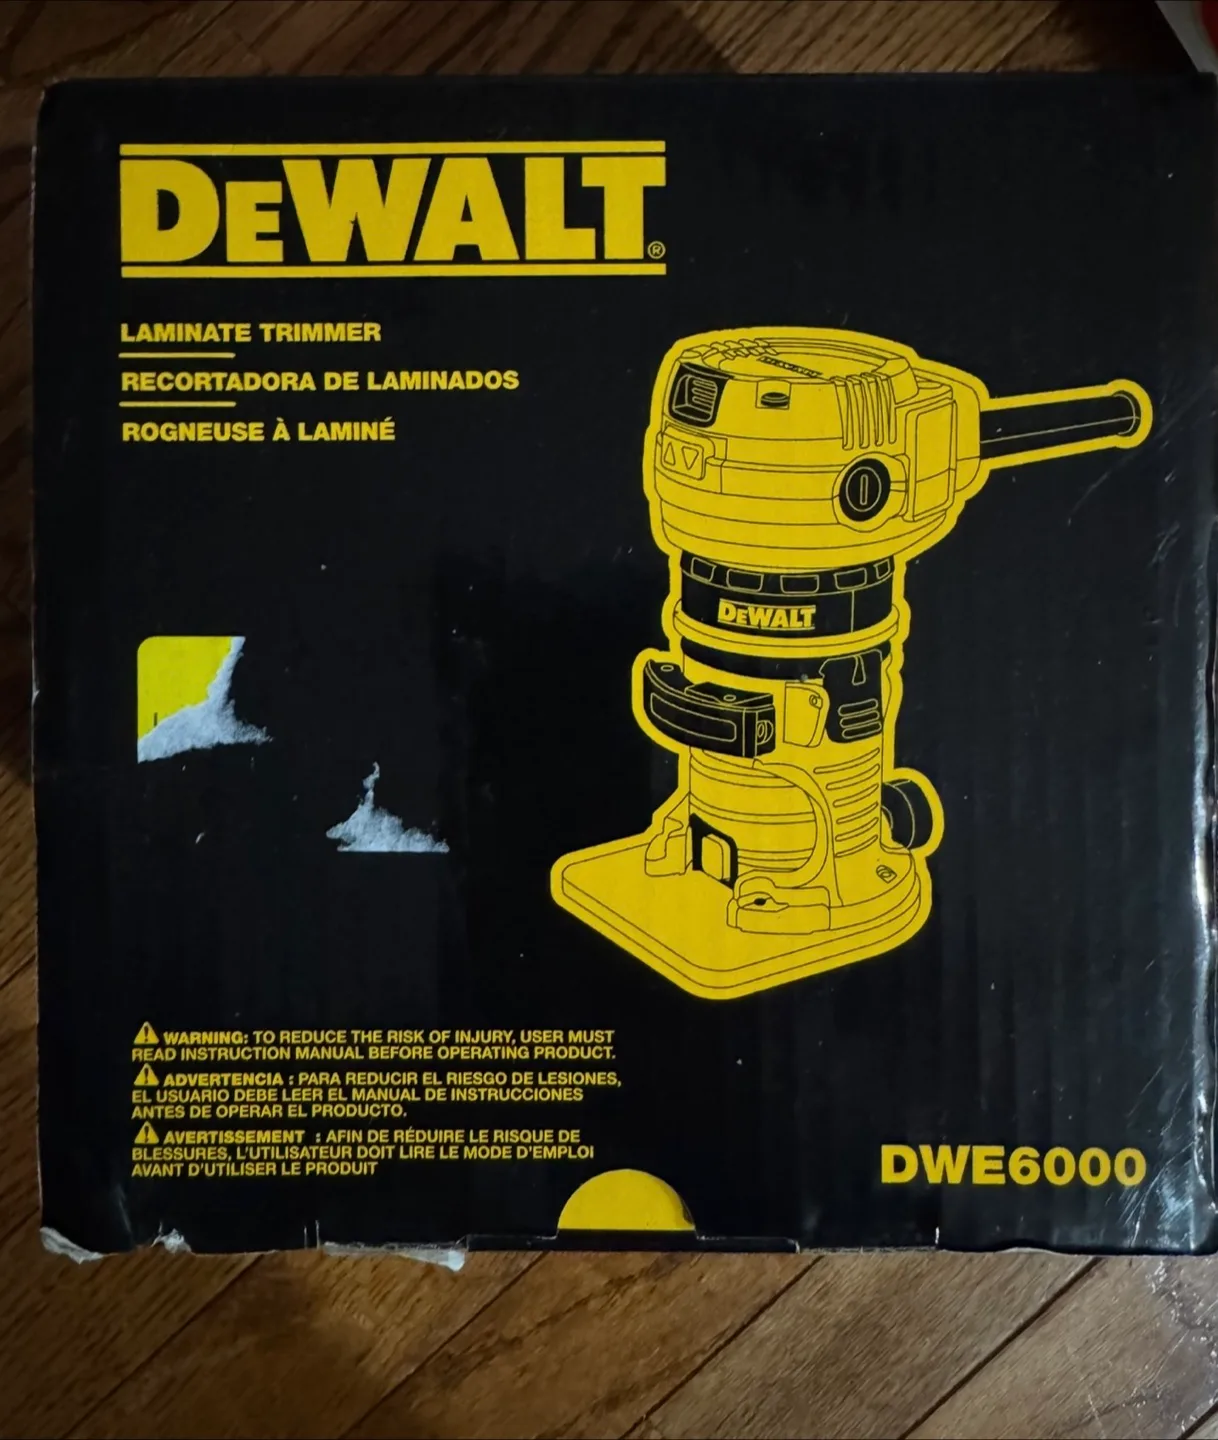 DEWALT®
LAMINATE TRIMMER
RECORTADORA DE LAMINADOS
ROGNEUSE À LAMINÉ
DEWALT
⚠ WARNING: TO REDUCE THE RISK OF INJURY, USER MUST
READ INSTRUCTION MANUAL BEFORE OPERATING PRODUCT.
⚠ ADVERTENCIA : PARA REDUCIR EL RIESGO DE LESIONES,
EL USUARIO DEBE LEER EL MANUAL DE INSTRUCCIONES
ANTES DE OPERAR EL PRODUCTO.
⚠ AVERTISSEMENT : AFIN DE RÉDUIRE LE RISQUE DE
BLESSURES, L'UTILISATEUR DOIT LIRE LE MODE D'EMPLOI
AVANT D'UTILISER LE PRODUIT
DWE6000